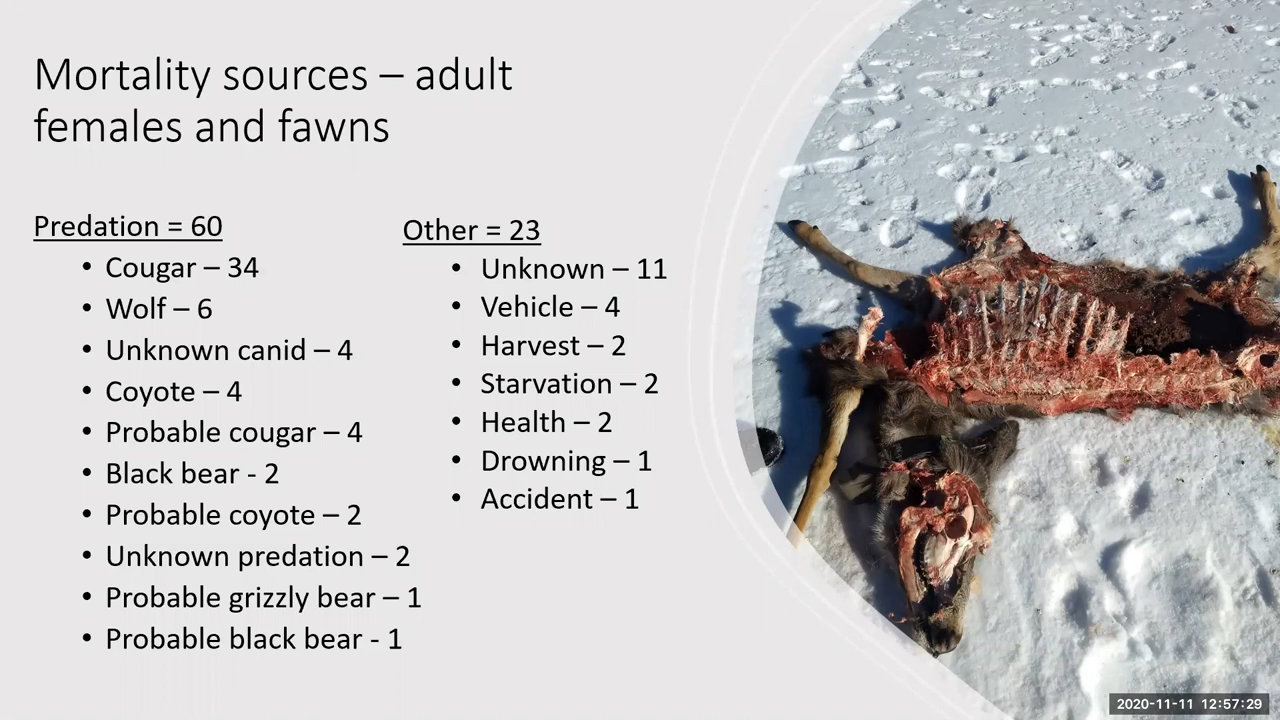 Mortality sources – adult
females and fawns
Predation = 60
• Cougar – 34
• Wolf – 6
• Unknown canid – 4
• Coyote – 4
• Probable cougar – 4
• Black bear - 2
• Probable coyote – 2
• Unknown predation – 2
• Probable grizzly bear – 1
• Probable black bear - 1
Other = 23
• Unknown – 11
• Vehicle – 4
• Harvest – 2
• Starvation – 2
• Health – 2
• Drowning – 1
• Accident – 1
2020-11-11 12:57:29